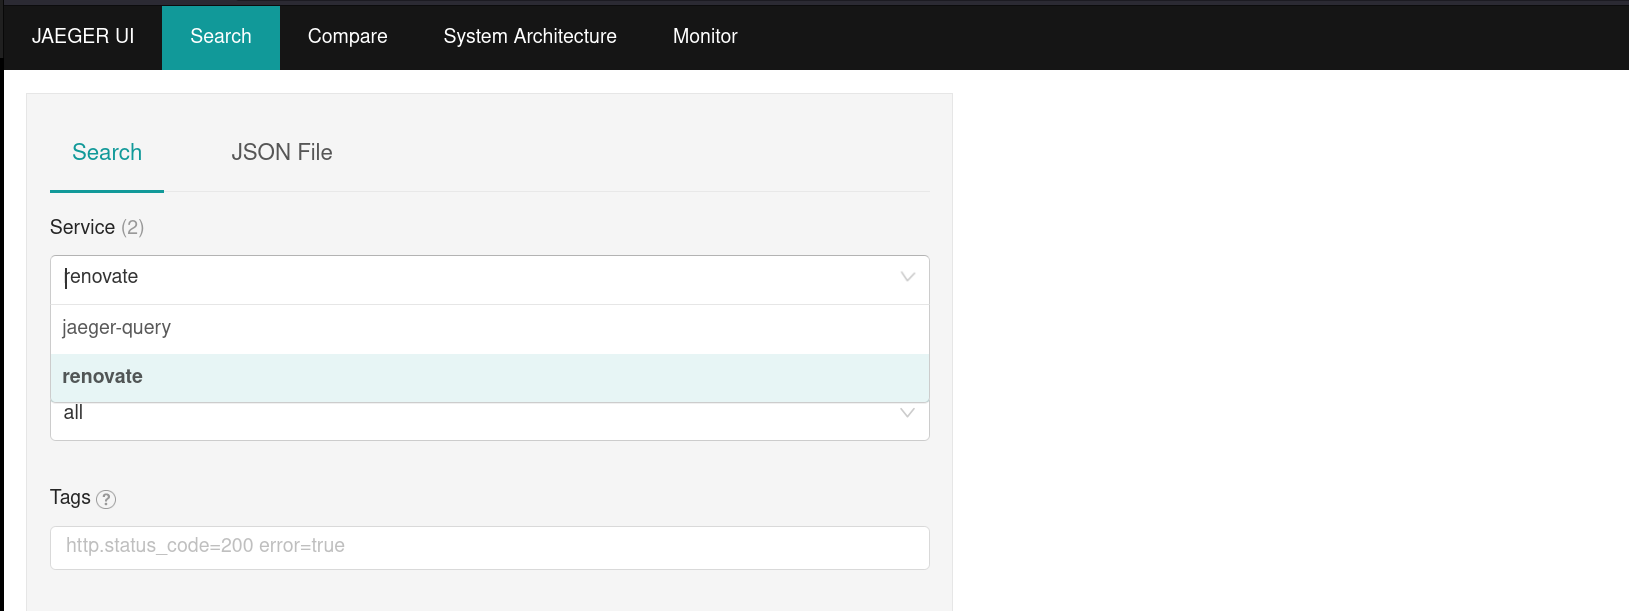 JAEGER UI Search Compare System Architecture Monitor
Search JSON File
Service (2)
renovate
jaeger-query
renovate
all
Tags ?
http.status_code=200 error=true